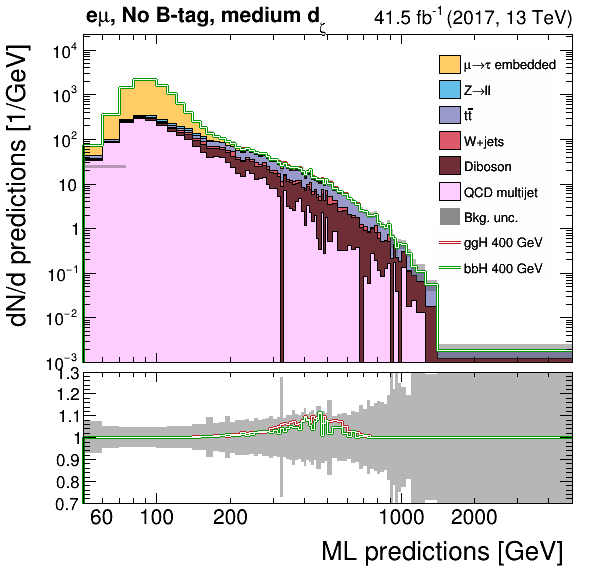 eμ, No B-tag, medium dζ
41.5 fb⁻¹ (2017, 13 TeV)
dN/d predictions [1/GeV]
10⁴
10³
10²
10
1
10⁻¹
10⁻²
10⁻³
μ→τ embedded
Z→ll
tt̄
W+jets
Diboson
QCD multijet
Bkg. unc.
ggH 400 GeV
bbH 400 GeV
1.3
1.2
1.1
1
0.9
0.8
0.7
60 100 200 1000 2000
ML predictions [GeV]